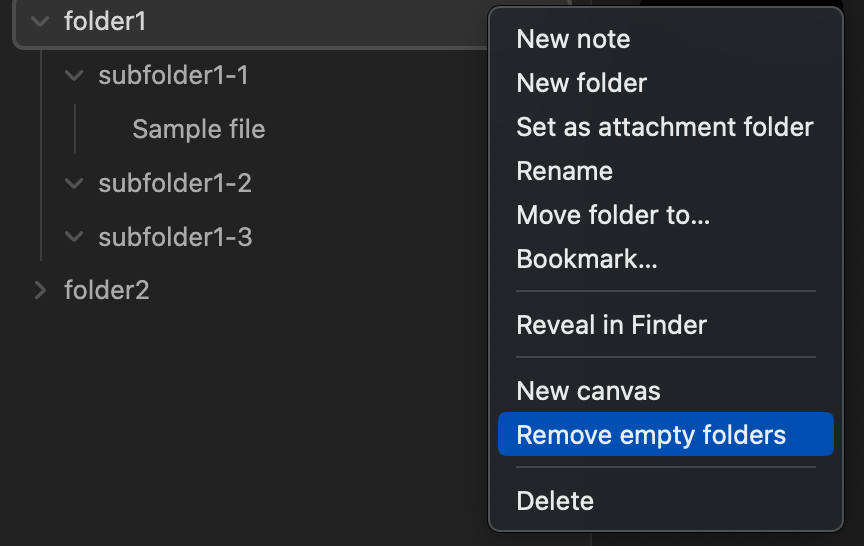 folder1
subfolder1-1
Sample file
subfolder1-2
subfolder1-3
folder2
New note
New folder
Set as attachment folder
Rename
Move folder to...
Bookmark...
Reveal in Finder
New canvas
Remove empty folders
Delete